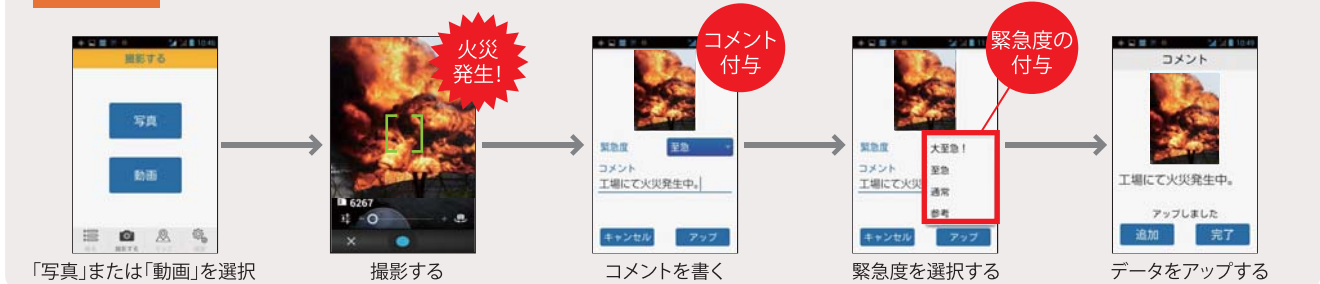 10:45
撮影する
写真
動画
撮影する
「写真」または「動画」を選択
火災
発生!
6267
撮影する
コメント
付与
緊急度
至急
コメント
工場にて火災発生中。
キャンセル
アップ
コメントを書く
緊急度の
付与
緊急度
大至急!
至急
通常
参考
コメント
工場にて火災
キャンセル
アップ
緊急度を選択する
10:49
コメント
工場にて火災発生中。
アップしました
追加
完了
データをアップする